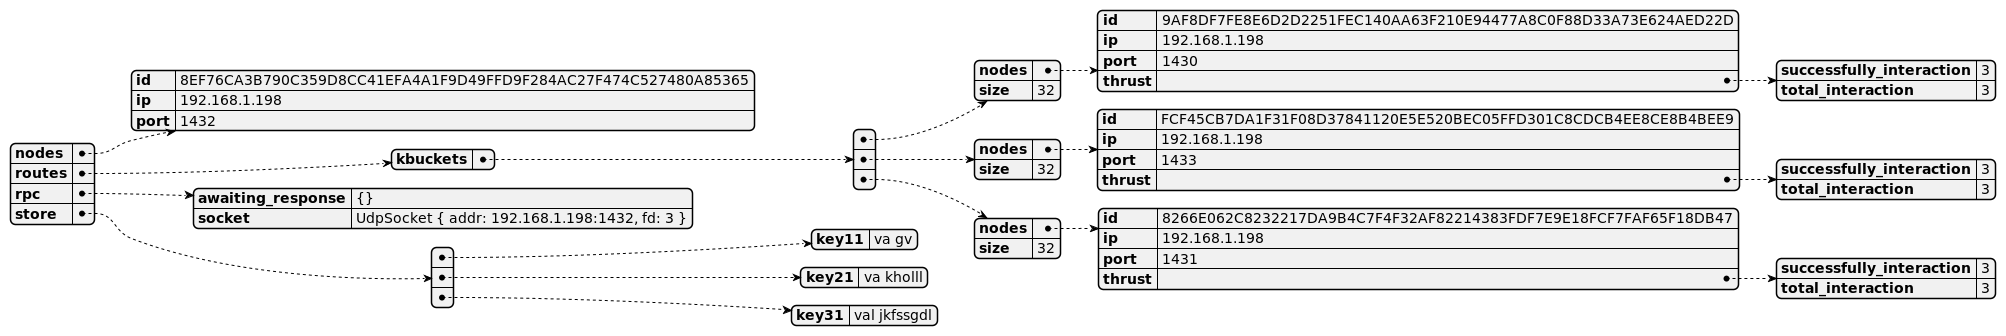 nodes
routes
rpc
store
id 8EF76CA3B790C359D8CC41EFA4A1F9D49FFD9F284AC27F474C527480A85365
ip 192.168.1.198
port 1432
kbuckets
awaiting_response {}
socket UdpSocket { addr: 192.168.1.198:1432, fd: 3 }
key11 va gv
key21 va kholll
key31 val jkfssgdl
nodes
size 32
id 9AF8DF7FE8E6D2D2251FEC140AA63F210E94477A8C0F88D33A73E624AED22D
ip 192.168.1.198
port 1430
thrust
successfully_interaction 3
total_interaction 3
nodes
size 32
id FCF45CB7DA1F31F08D37841120E5E520BEC05FFD301C8CDCB4EE8CE8B4BEE9
ip 192.168.1.198
port 1433
thrust
successfully_interaction 3
total_interaction 3
nodes
size 32
id 8266E062C8232217DA9B4C7F4F32AF82214383FDF7E9E18FCF7FAF65F18DB47
ip 192.168.1.198
port 1431
thrust
successfully_interaction 3
total_interaction 3